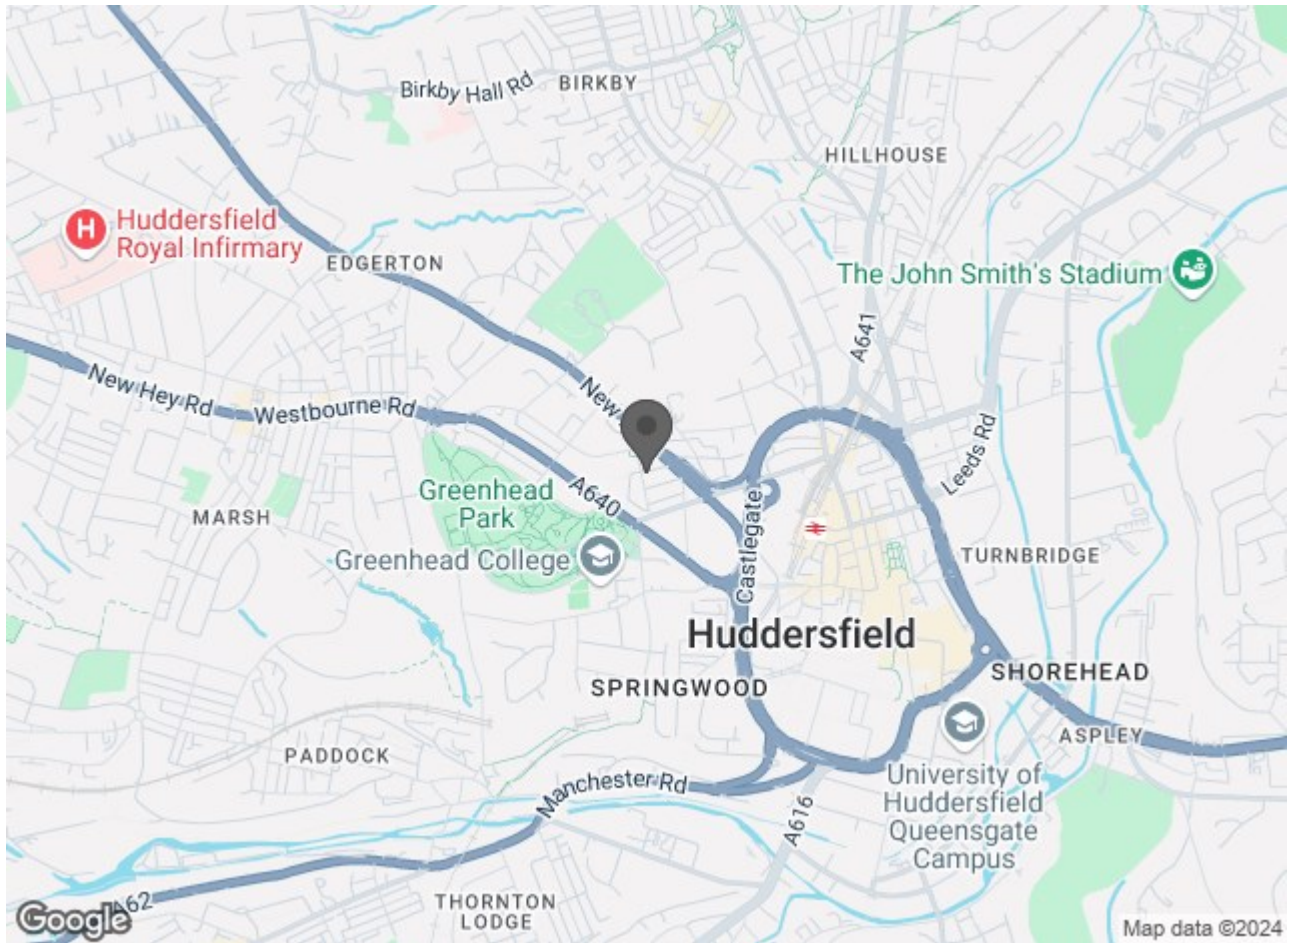 Birkby Hall Rd
BIRKBY
HILLHOUSE
H
Huddersfield
Royal Infirmary
EDGERTON
The John Smith's Stadium
A641
New Hey Rd
Westbourne Rd
New
Leeds Rd
Greenhead
Park
A640
MARSH
Greenhead College
Castlegate
TURNBRIDGE
Huddersfield
SPRINGWOOD
SHOREHEAD
PADDOCK
ASPLEY
Manchester Rd
University of
Huddersfield
Queensgate
Campus
A616
A62
THORNTON
LODGE
Google
Map data ©2024